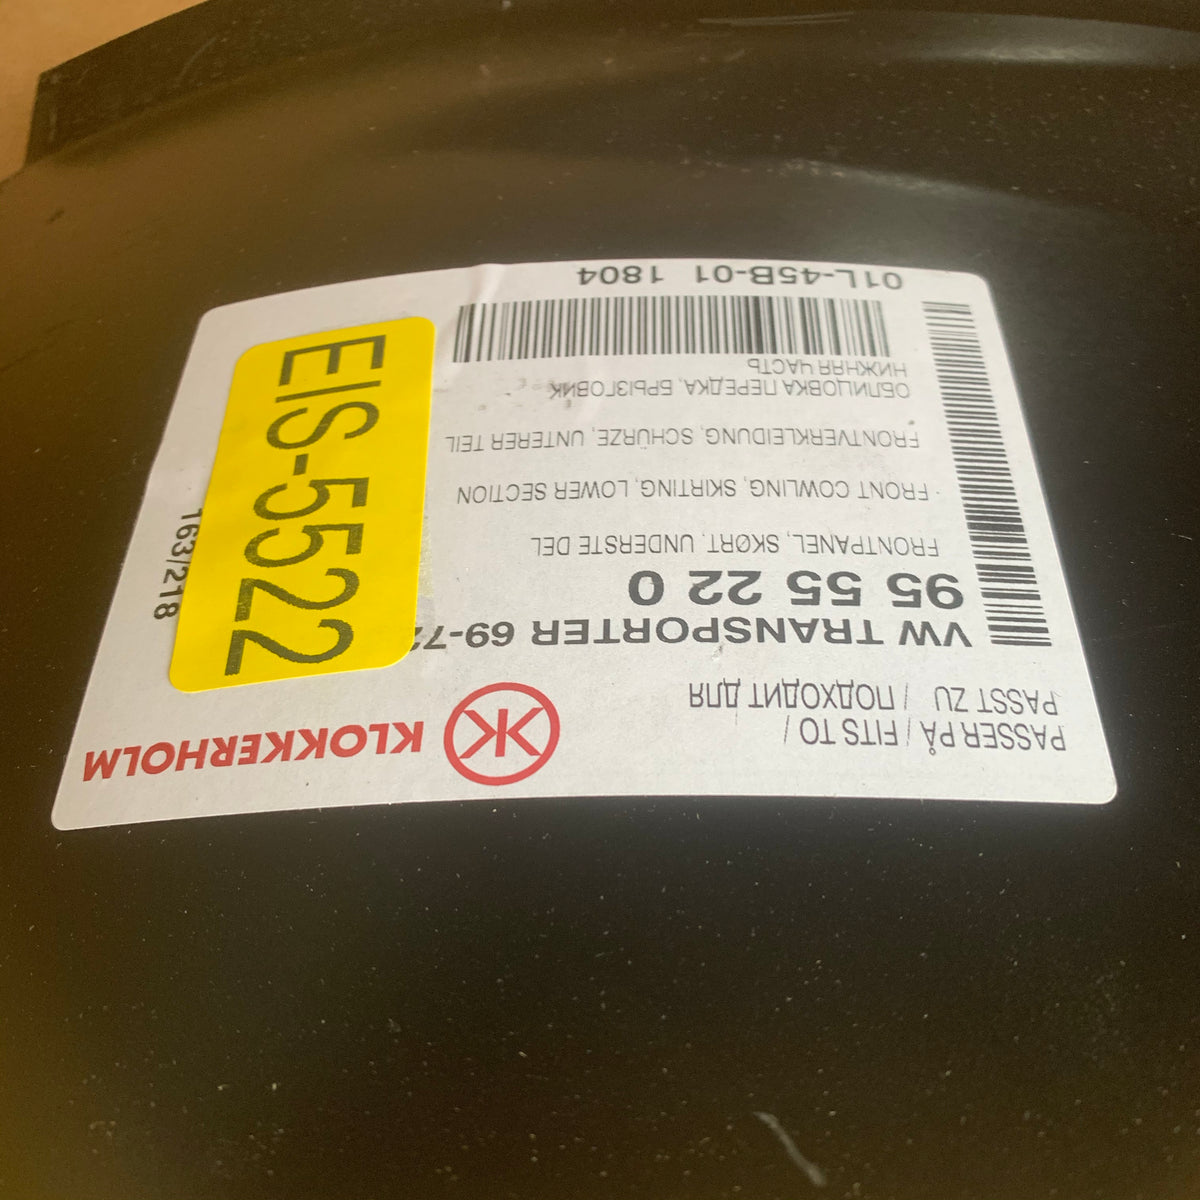 PASSER PÅ / FITS TO /
PASST ZU / ПОДХОДИТ ДЛЯ
KLOKKERHOLM
VW TRANSPORTER 69-72
95 55 22 0
FRONTPANEL, SKØRT. UNDERSTE DEL
FRONT COWLING, SKIRTING, LOWER SECTION
FRONTVERKLEIDUNG, SCHÜRZE, UNTERER TEIL
ОБЛИЦОВКА ПЕРЕДКА, БРЫЗГОВИК
НИЖНЯЯ ЧАСТЬ
01L-45B-01 1804
163/218
EIS-5522